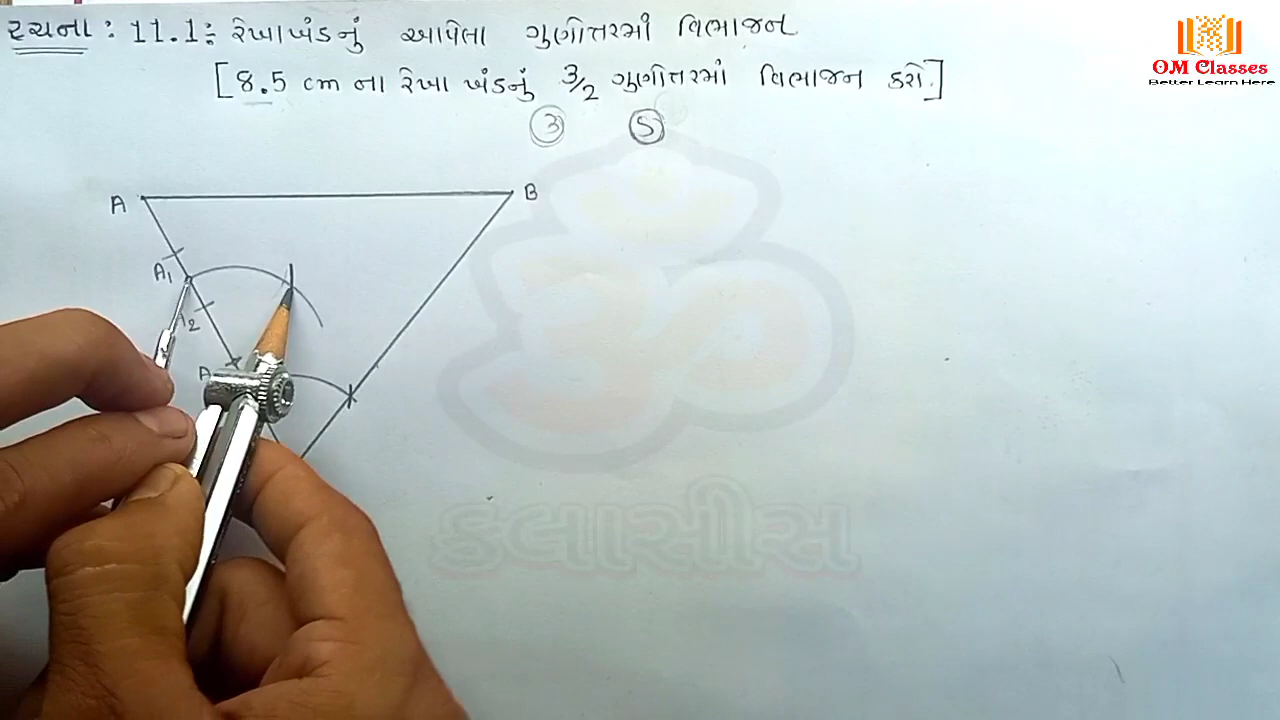 રચના : 11.1 : રેખાખંડનું આપેલા ગુણોત્તરમાં વિભાજન
OM Classes
Better Learn Here
[8.5 cm ના રેખા ખંડનું 3/2 ગુણોત્તરમાં વિભાજન કરો.]
3 5
A B
A1
2
A
ૐ
ક્લાસીસ